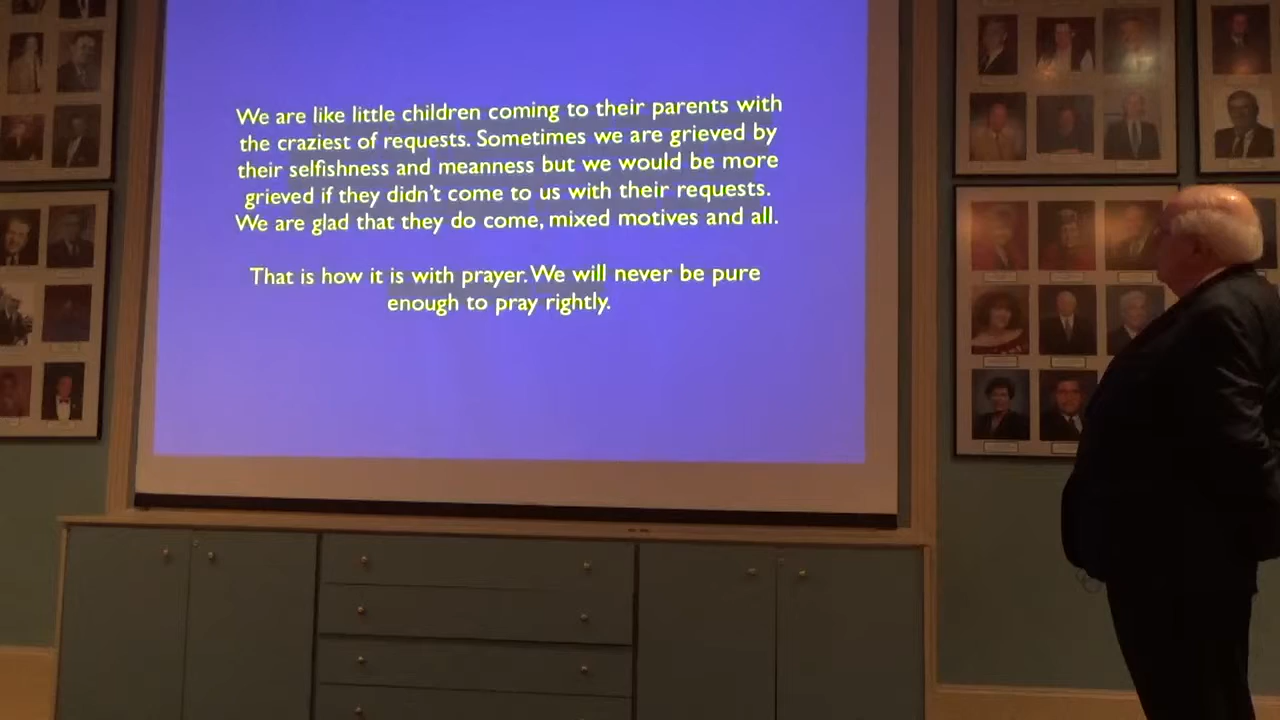 We are like little children coming to their parents with
the craziest of requests. Sometimes we are grieved by
their selfishness and meanness but we would be more
grieved if they didn't come to us with their requests.
We are glad that they do come, mixed motives and all.
That is how it is with prayer. We will never be pure
enough to pray rightly.